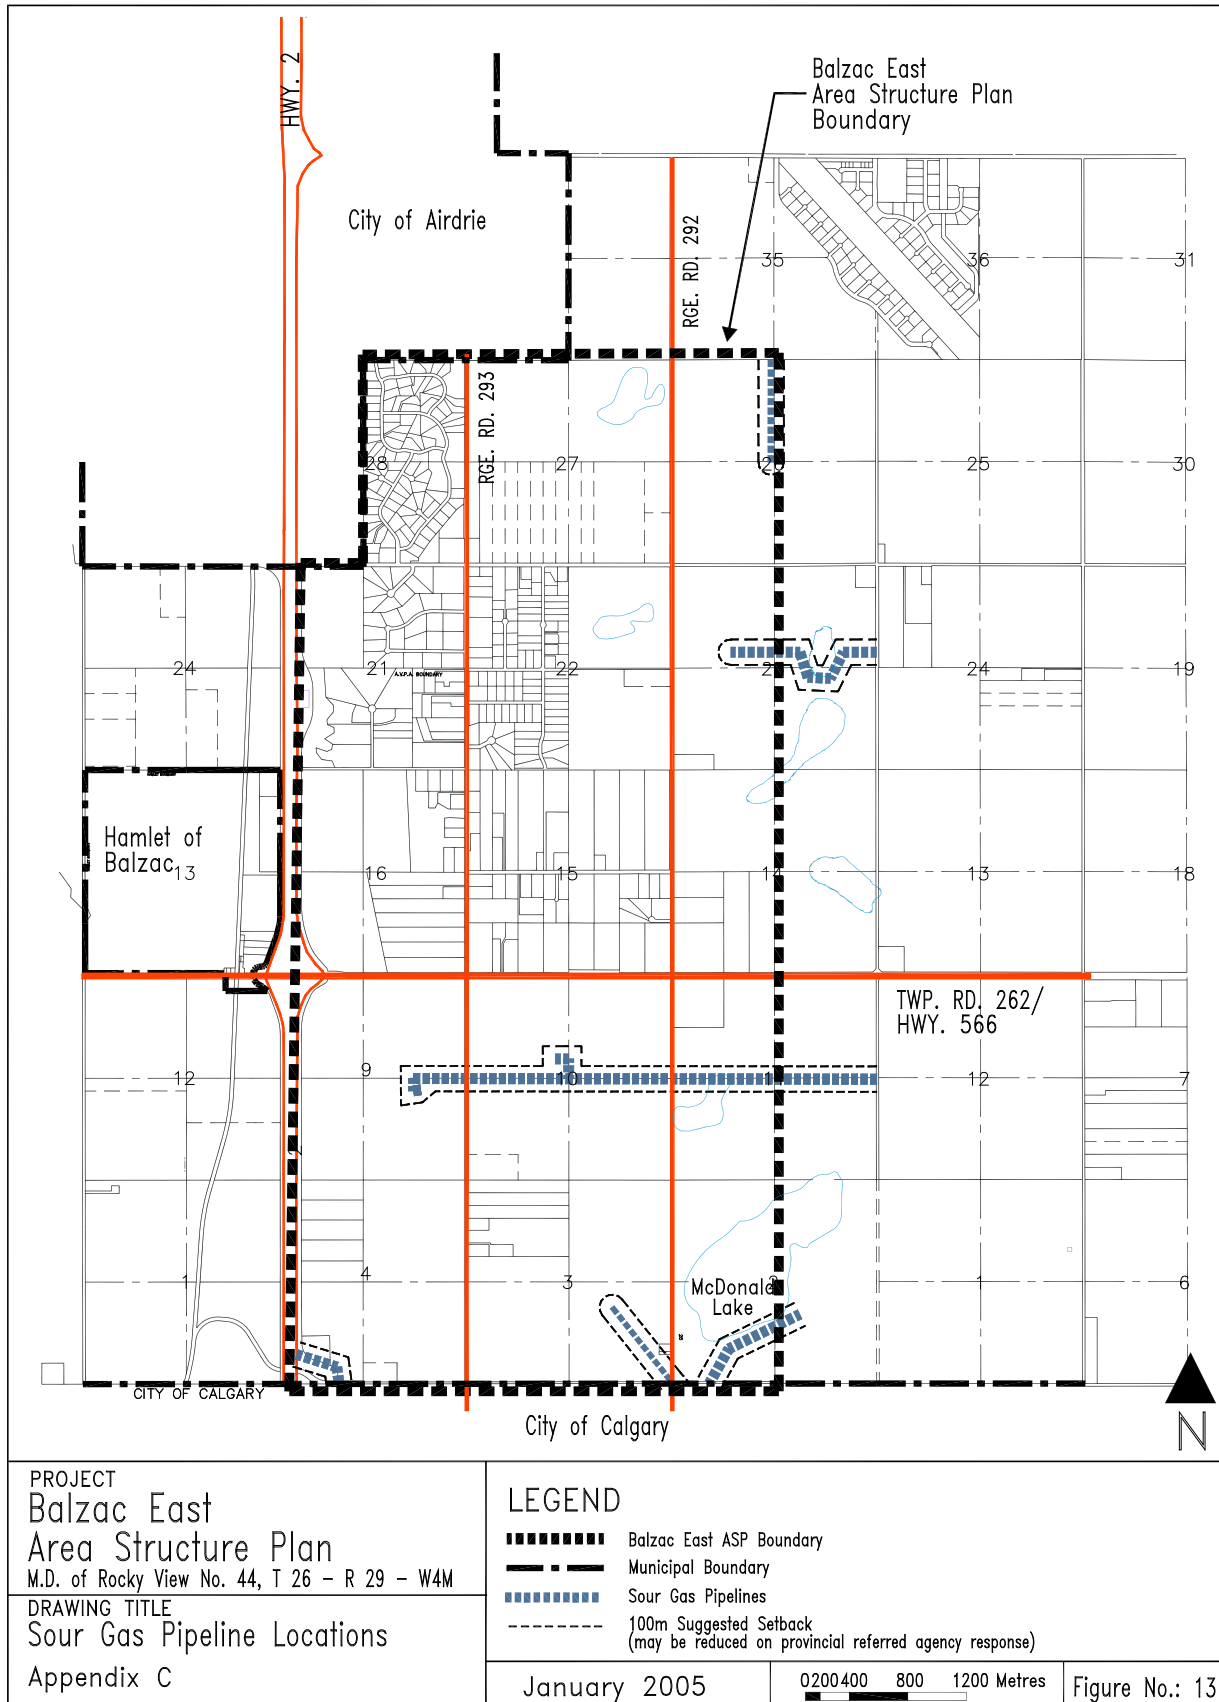 HWY. 2
Balzac East
Area Structure Plan
Boundary
City of Airdrie
RGE. RD. 292
35
36
31
RGE. RD. 293
28
27
26
25
30
24
21
A.V.P.A. BOUNDARY
22
23
24
19
Hamlet of
Balzac
13
16
15
14
13
18
TWP. RD. 262/
HWY. 566
12
9
10
11
12
7
2
1
4
3
McDonald
Lake
2
1
6
CITY OF CALGARY
City of Calgary
N
PROJECT
Balzac East
Area Structure Plan
M.D. of Rocky View No. 44, T 26 – R 29 – W4M
DRAWING TITLE
Sour Gas Pipeline Locations
Appendix C
LEGEND
Balzac East ASP Boundary
Municipal Boundary
Sour Gas Pipelines
100m Suggested Setback
(may be reduced on provincial referred agency response)
January 2005
0 200 400 800 1200 Metres
Figure No.: 13